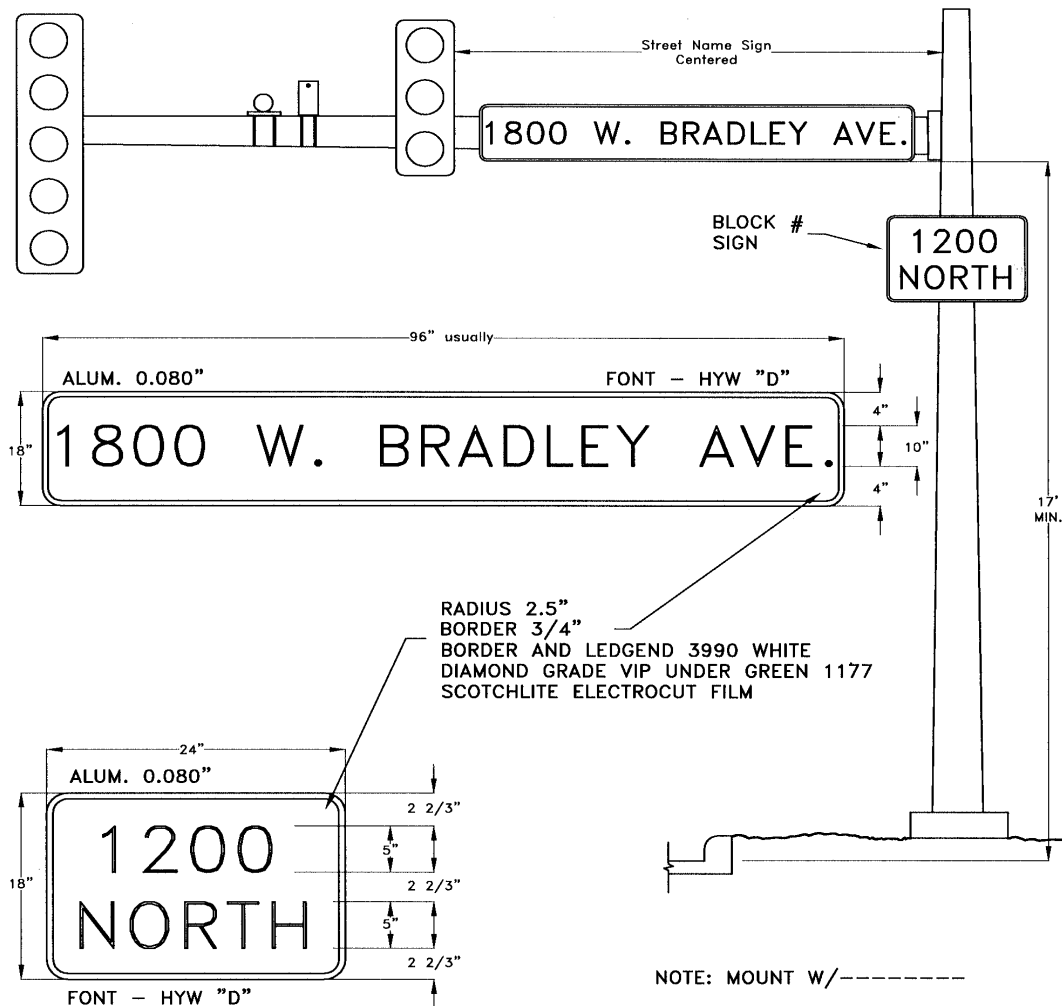 Street Name Sign
Centered
1800 W. BRADLEY AVE.
BLOCK #
SIGN
1200
NORTH
96" usually
ALUM. 0.080"
FONT - HYW "D"
18"
1800 W. BRADLEY AVE.
4"
10"
4"
17'
MIN.
RADIUS 2.5"
BORDER 3/4"
BORDER AND LEDGEND 3990 WHITE
DIAMOND GRADE VIP UNDER GREEN 1177
SCOTCHLITE ELECTROCUT FILM
24"
ALUM. 0.080"
18"
1200
NORTH
2 2/3"
5"
2 2/3"
5"
2 2/3"
FONT - HYW "D"
NOTE: MOUNT W/---------